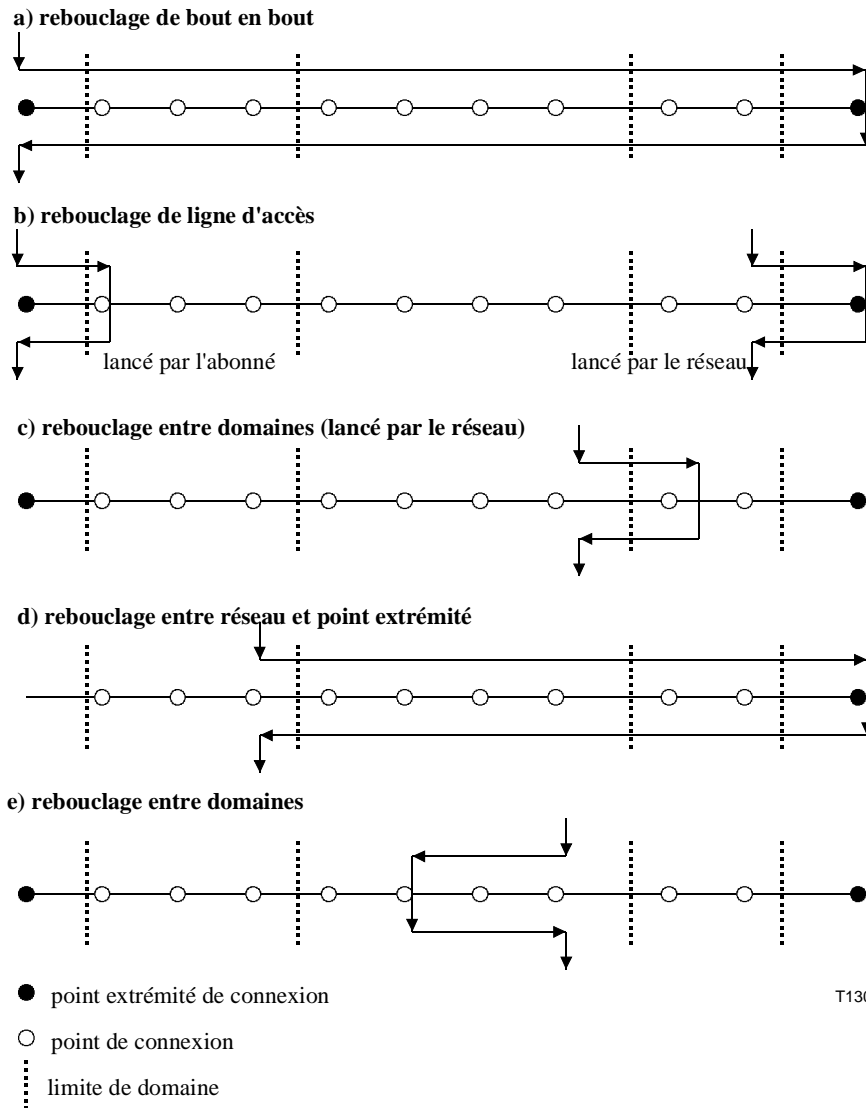 a) rebouclage de bout en bout
b) rebouclage de ligne d'accès
lancé par l'abonné
lancé par le réseau
c) rebouclage entre domaines (lancé par le réseau)
d) rebouclage entre réseau et point extrémité
e) rebouclage entre domaines
point extrémité de connexion
T130
point de connexion
limite de domaine